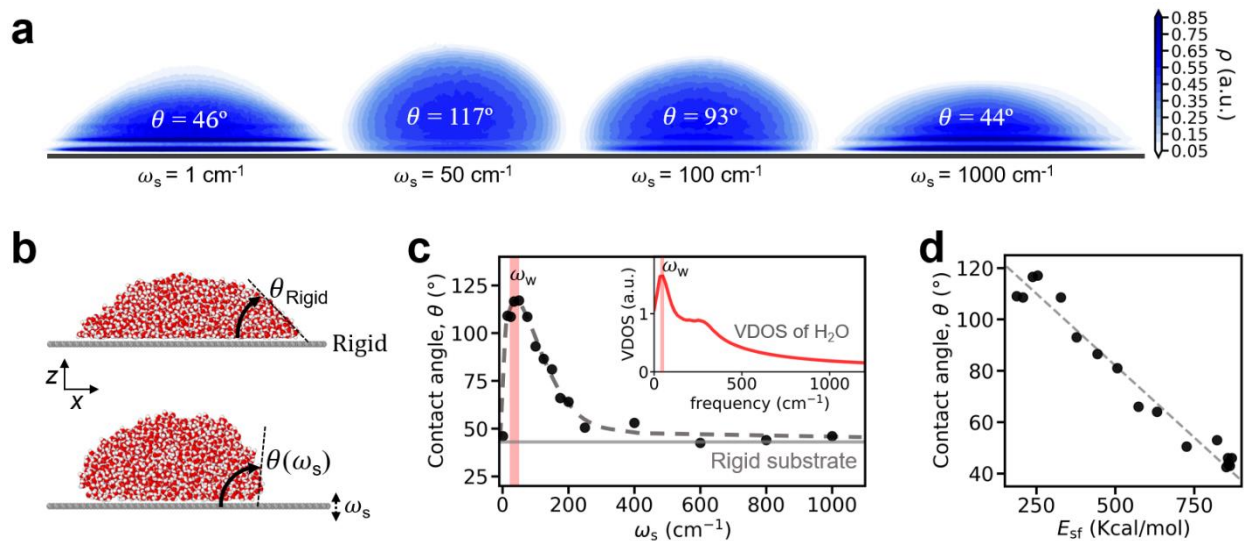 a
θ = 46º
θ = 117º
θ = 93º
θ = 44º
ωs = 1 cm⁻¹
ωs = 50 cm⁻¹
ωs = 100 cm⁻¹
ωs = 1000 cm⁻¹
0.85
0.75
0.65
0.55
0.45
0.35
0.25
0.15
0.05
ρ (a.u.)
b
θRigid
Rigid
z
x
θ(ωs)
ωs
c
Contact angle, θ (°)
125
100
75
50
25
ωw
Rigid substrate
0 200 400 600 800 1000
ωs (cm⁻¹)
VDOS (a.u.)
1
0
ωw
VDOS of H₂O
0 500 1000
frequency (cm⁻¹)
d
Contact angle, θ (°)
120
100
80
60
40
250 500 750
Esf (Kcal/mol)